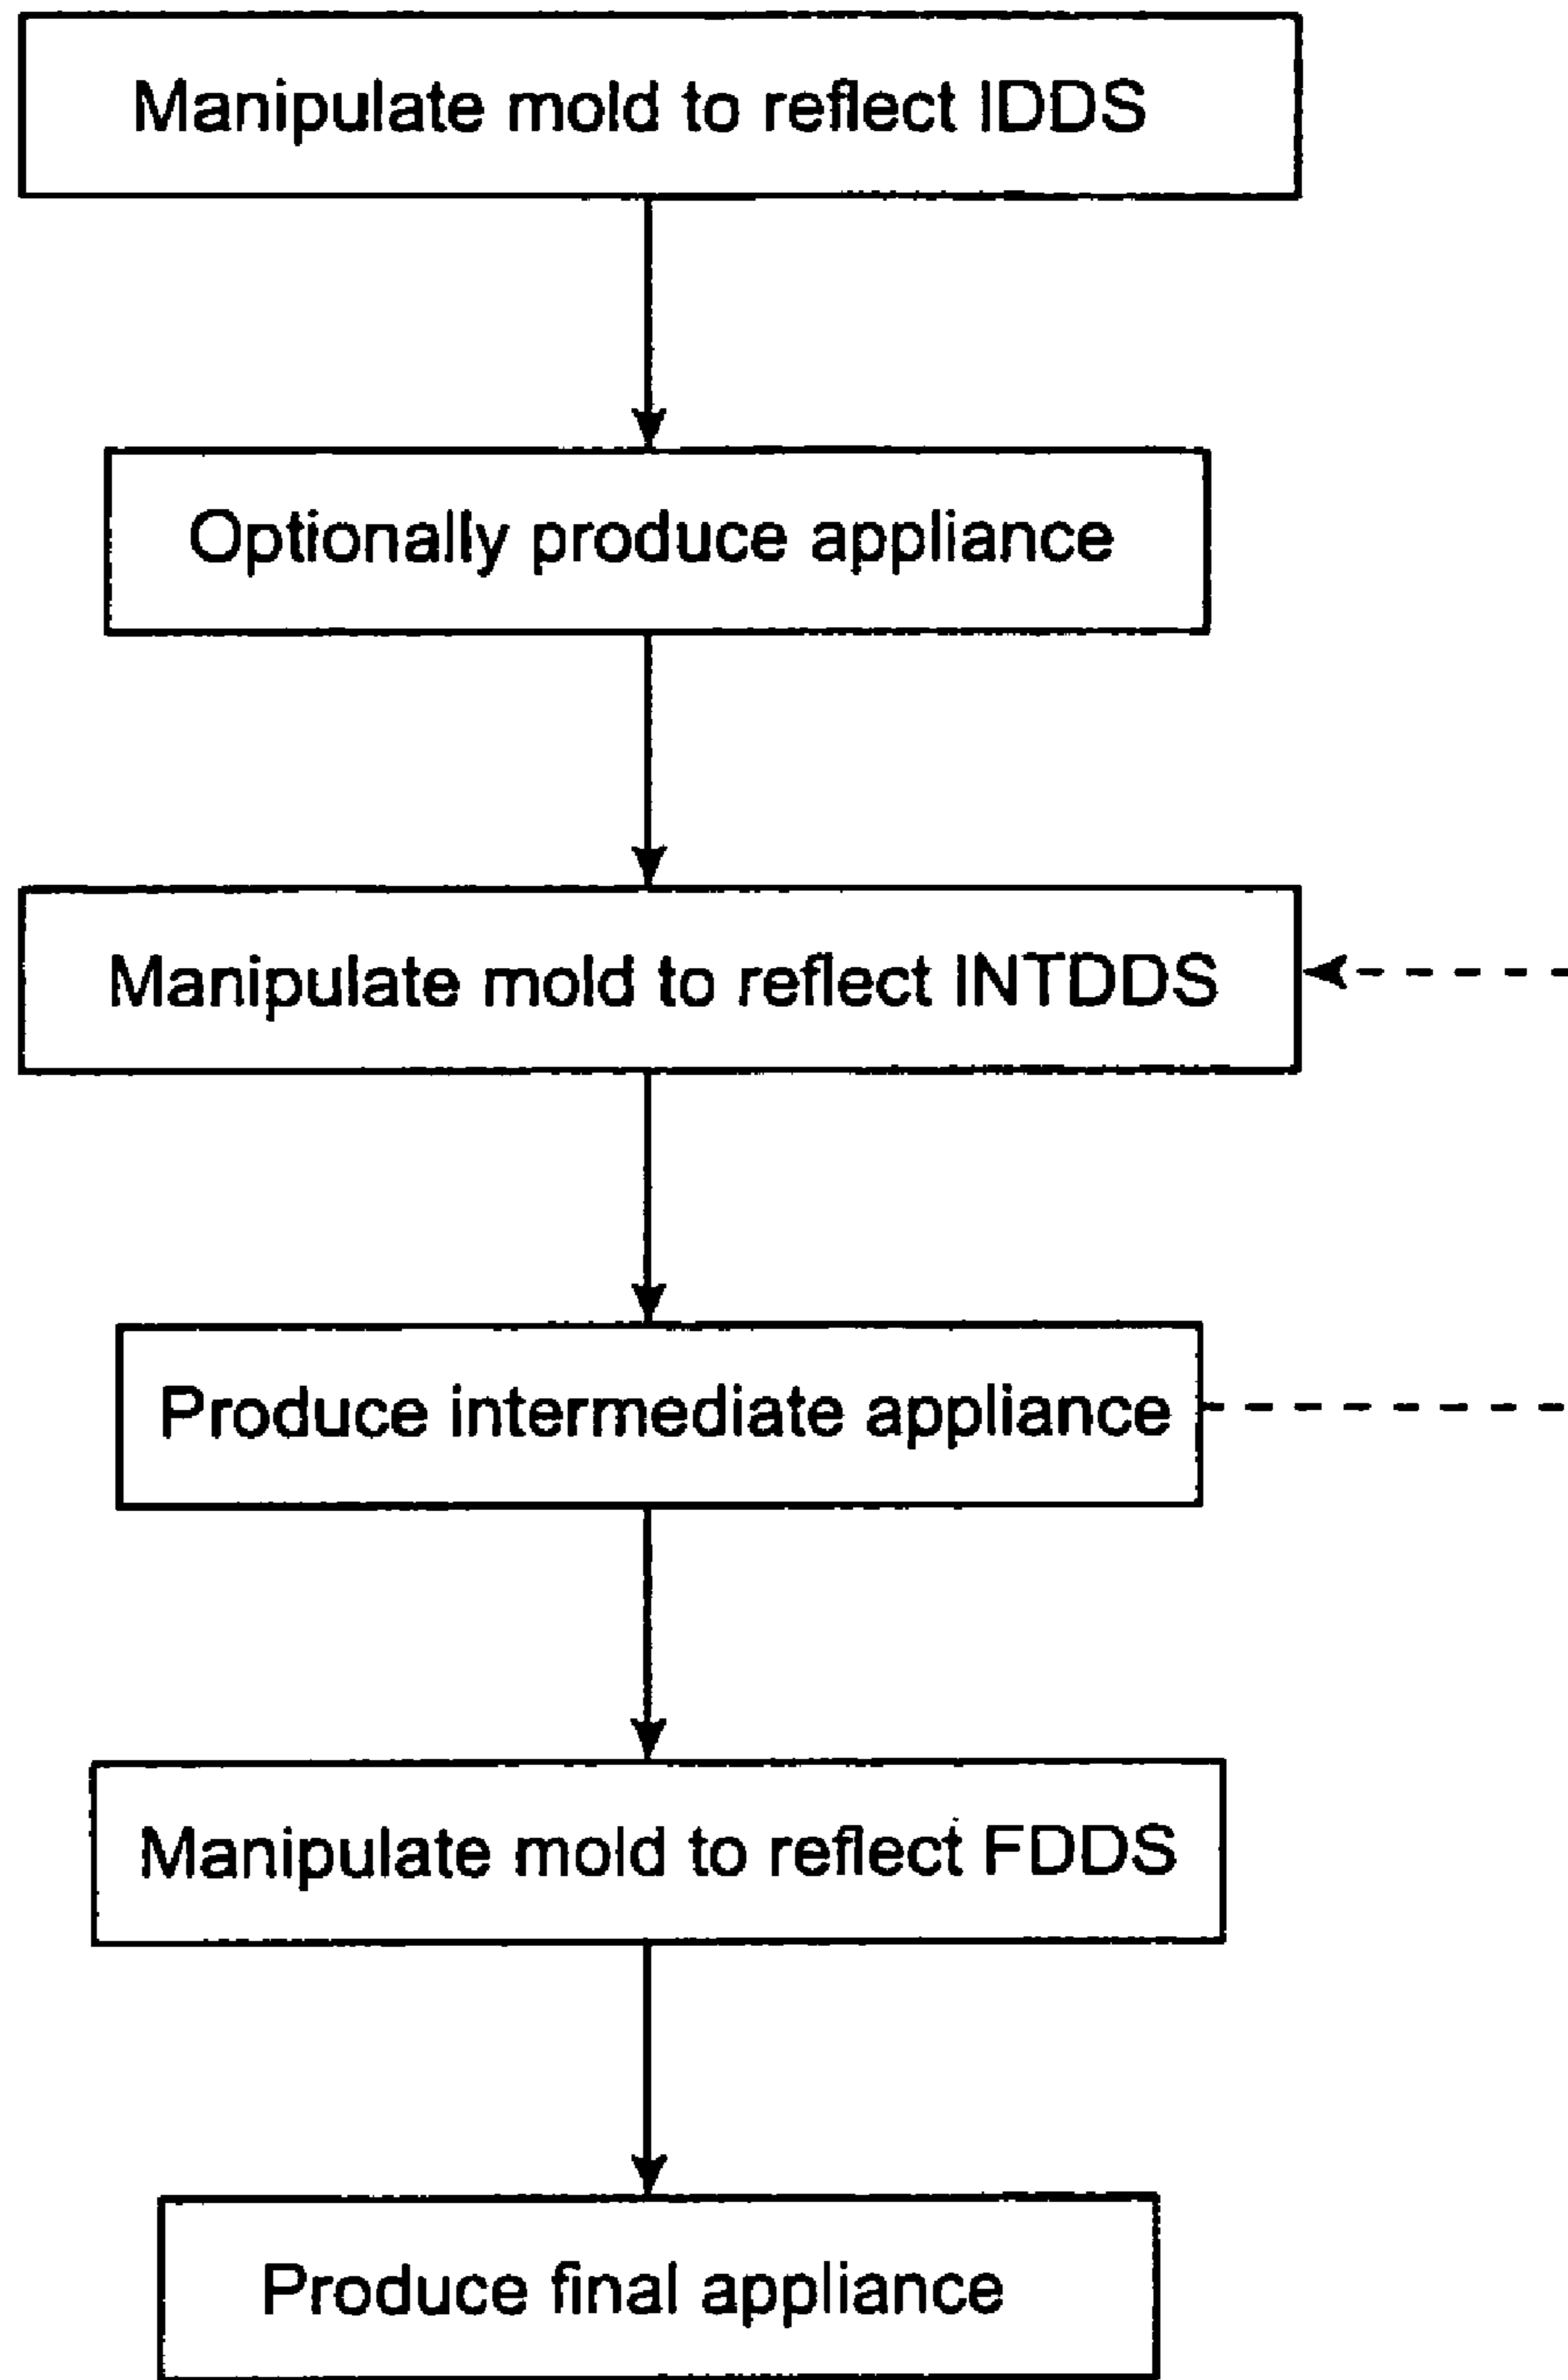 Manipulate mold to reflect IDDS
Optionally produce appliance
Manipulate mold to reflect INTDDS
Produce intermediate appliance
Manipulate mold to reflect FDDS
Produce final appliance